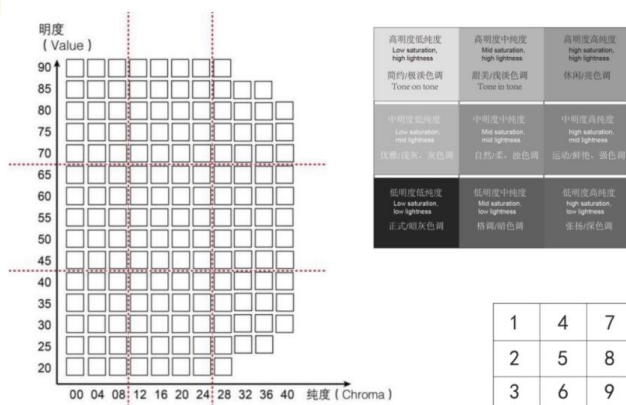 明度
( Value )
90
85
80
75
70
65
60
55
50
45
40
35
30
25
20
00 04 08 12 16 20 24 28 32 36 40 纯度 ( Chroma )
高明度低纯度
Low saturation,
high lightness
简约/极淡色调
Tone on tone
高明度中纯度
Mid saturation,
high lightness
甜美/浅淡色调
Tone in tone
高明度高纯度
high saturation,
high lightness
休闲/亮色调
中明度低纯度
Low saturation,
mid lightness
优雅/浅灰、灰色调
中明度中纯度
Mid saturation,
mid lightness
自然/柔、浊色调
中明度高纯度
high saturation,
mid lightness
运动/鲜艳、强色调
低明度低纯度
Low saturation,
low lightness
正式/暗灰色调
低明度中纯度
Mid saturation,
low lightness
格调/暗色调
低明度高纯度
high saturation,
low lightness
张扬/深色调
1 4 7
2 5 8
3 6 9